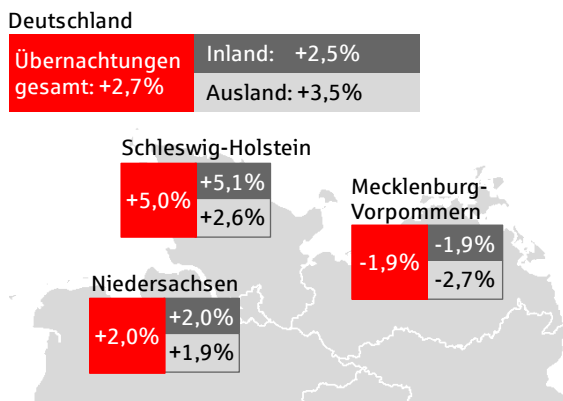 Deutschland
Übernachtungen
gesamt: +2,7%
Inland: +2,5%
Ausland: +3,5%
Schleswig-Holstein
+5,0%
+5,1%
+2,6%
Mecklenburg-
Vorpommern
-1,9%
-1,9%
-2,7%
Niedersachsen
+2,0%
+2,0%
+1,9%